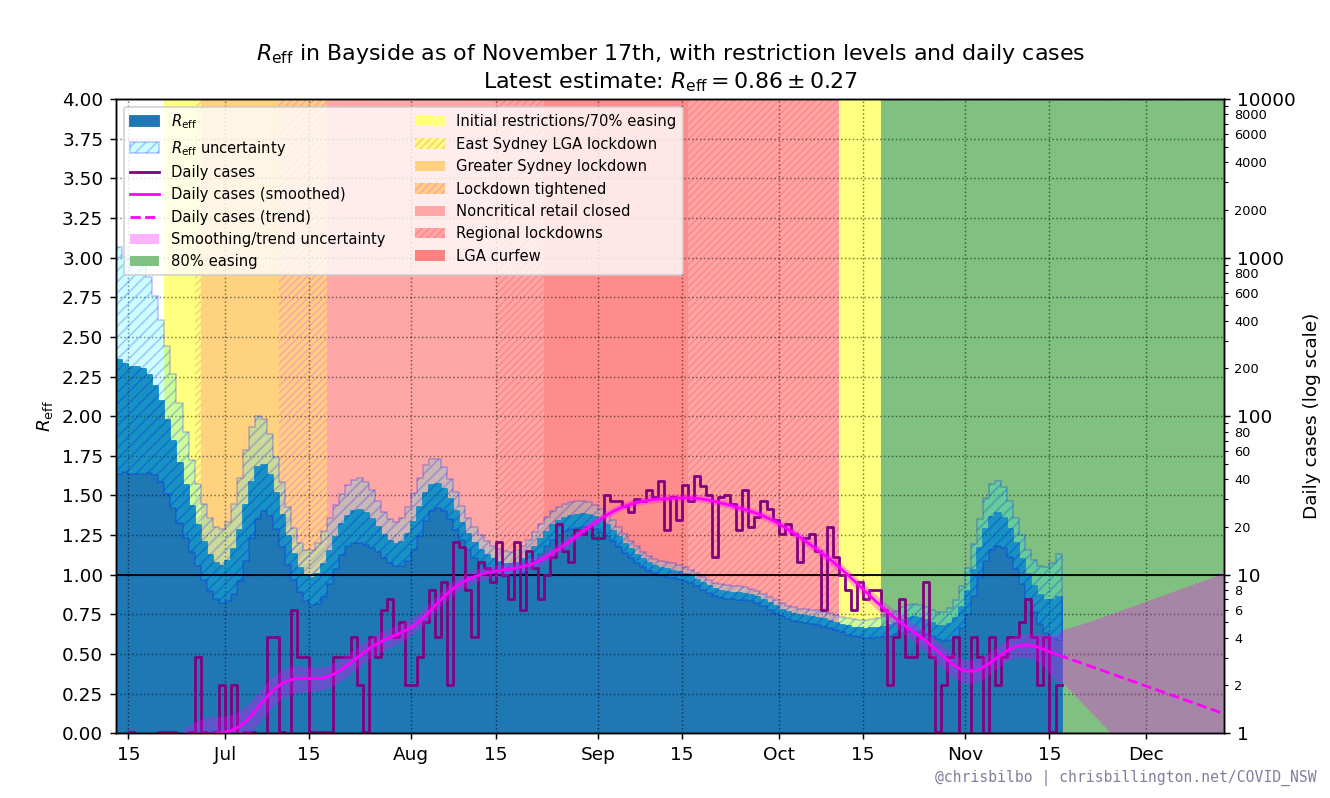 Reff in Bayside as of November 17th, with restriction levels and daily cases
Latest estimate: Reff = 0.86 ± 0.27
Reff
4.00
3.75
3.50
3.25
3.00
2.75
2.50
2.25
2.00
1.75
1.50
1.25
1.00
0.75
0.50
0.25
0.00
Reff
Reff uncertainty
Daily cases
Daily cases (smoothed)
Daily cases (trend)
Smoothing/trend uncertainty
80% easing
Initial restrictions/70% easing
East Sydney LGA lockdown
Greater Sydney lockdown
Lockdown tightened
Noncritical retail closed
Regional lockdowns
LGA curfew
10000
8000
6000
4000
2000
1000
800
600
400
200
100
80
60
40
20
10
8
6
4
2
1
Daily cases (log scale)
15 Jul 15 Aug 15 Sep 15 Oct 15 Nov 15 Dec
@chrisbilbo | chrisbillington.net/COVID_NSW